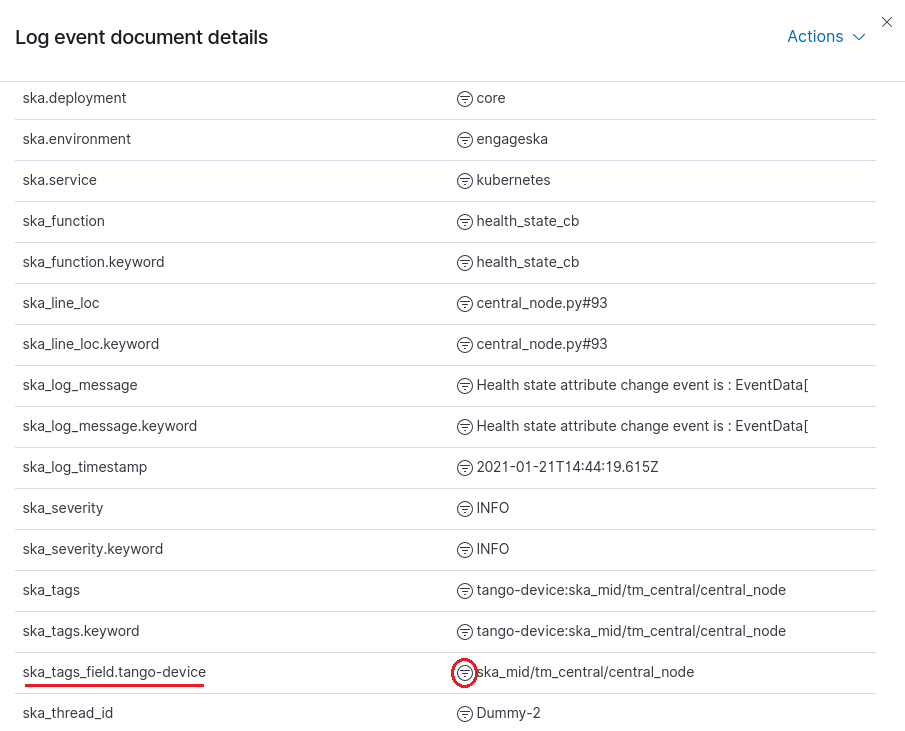 Log event document details
Actions
ska.deployment core
ska.environment engageska
ska.service kubernetes
ska_function health_state_cb
ska_function.keyword health_state_cb
ska_line_loc central_node.py#93
ska_line_loc.keyword central_node.py#93
ska_log_message Health state attribute change event is : EventData[
ska_log_message.keyword Health state attribute change event is : EventData[
ska_log_timestamp 2021-01-21T14:44:19.615Z
ska_severity INFO
ska_severity.keyword INFO
ska_tags tango-device:ska_mid/tm_central/central_node
ska_tags.keyword tango-device:ska_mid/tm_central/central_node
ska_tags_field.tango-device ska_mid/tm_central/central_node
ska_thread_id Dummy-2